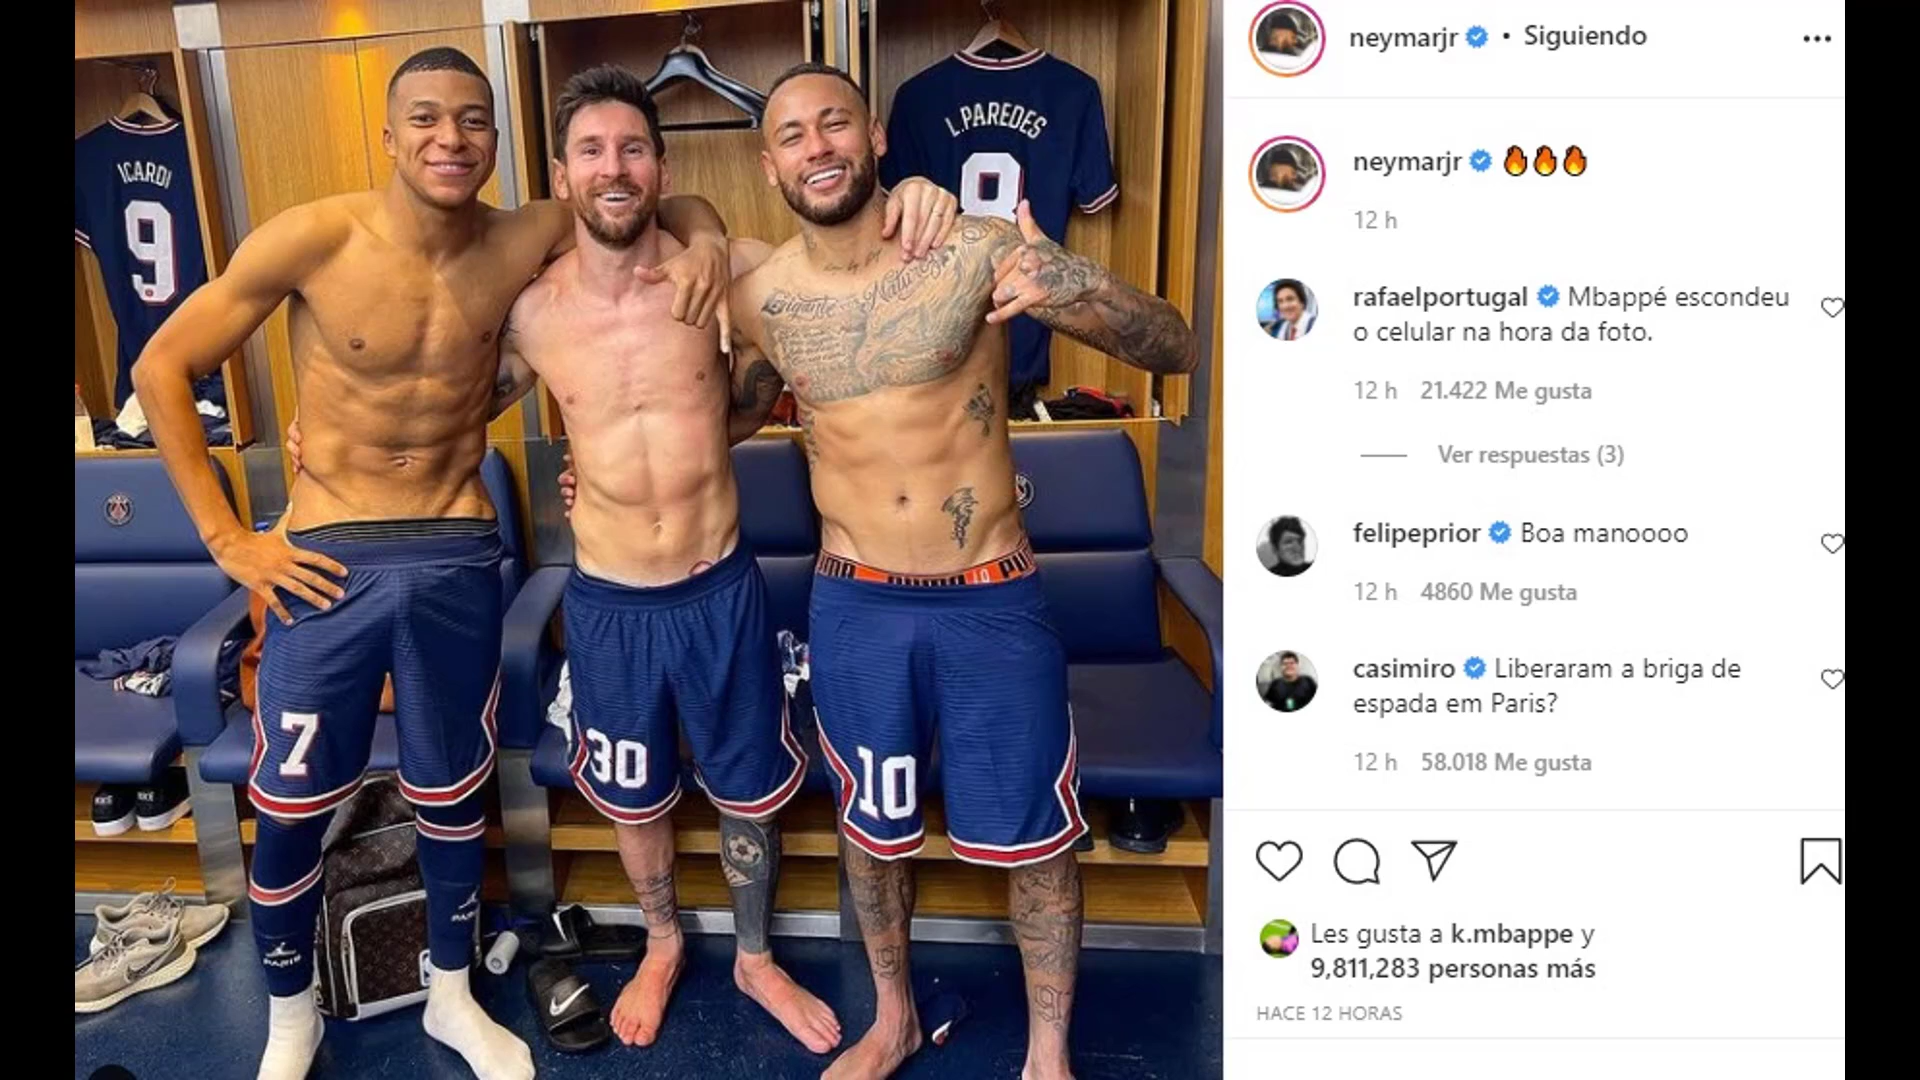 neymarjr • Siguiendo
neymarjr 🔥🔥🔥
12 h
rafaelportugal Mbappé escondeu
o celular na hora da foto.
12 h 21.422 Me gusta
Ver respuestas (3)
felipeprior Boa manoooo
12 h 4860 Me gusta
casimiro Liberaram a briga de
espada em Paris?
12 h 58.018 Me gusta
Les gusta a k.mbappe y
9,811,283 personas más
HACE 12 HORAS
ICARDI
9
L.PAREDES
8
7
30
10
PARIS
PARIS